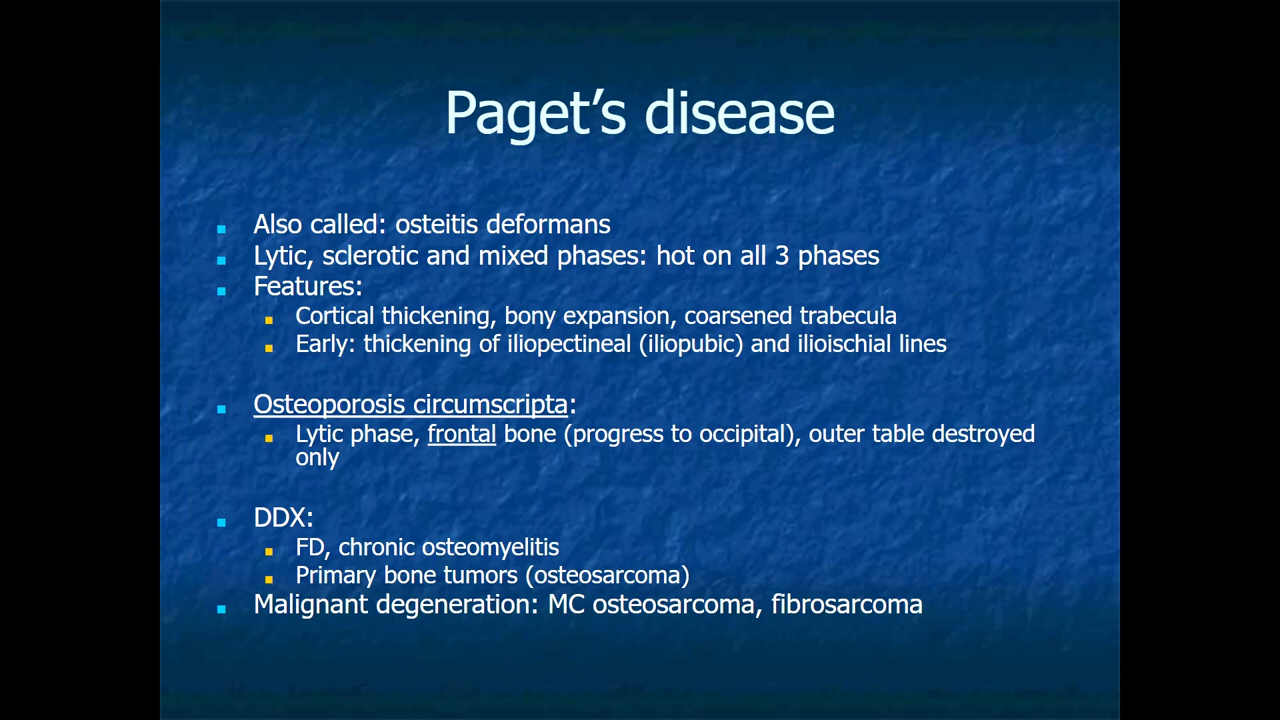 Paget’s disease
Also called: osteitis deformans
Lytic, sclerotic and mixed phases: hot on all 3 phases
Features:
Cortical thickening, bony expansion, coarsened trabecula
Early: thickening of iliopectineal (iliopubic) and ilioischial lines
Osteoporosis circumscripta:
Lytic phase, frontal bone (progress to occipital), outer table destroyed
only
DDX:
FD, chronic osteomyelitis
Primary bone tumors (osteosarcoma)
Malignant degeneration: MC osteosarcoma, fibrosarcoma